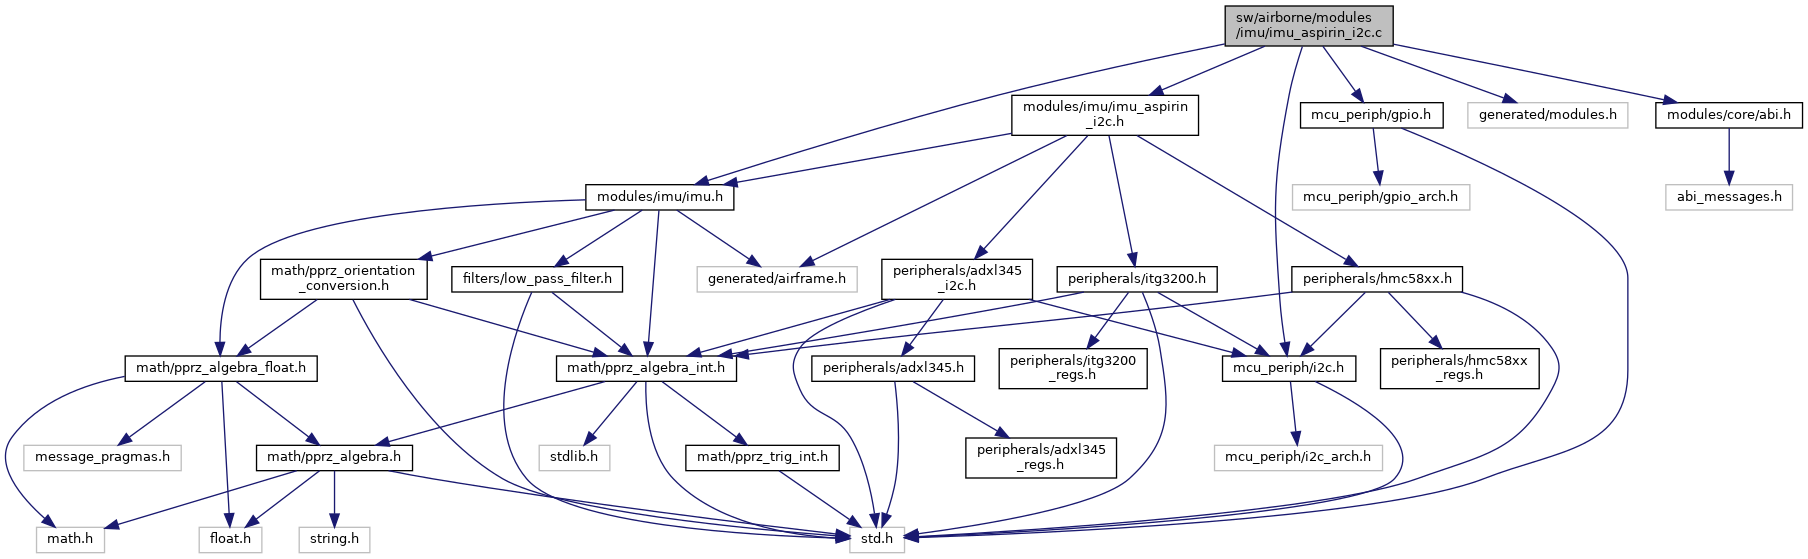 sw/airborne/modules
/imu/imu_aspirin_i2c.c
modules/imu/imu_aspirin
_i2c.h
mcu_periph/gpio.h
generated/modules.h
modules/core/abi.h
modules/imu/imu.h
mcu_periph/gpio_arch.h
abi_messages.h
math/pprz_orientation
_conversion.h
filters/low_pass_filter.h
generated/airframe.h
peripherals/adxl345
_i2c.h
peripherals/itg3200.h
peripherals/hmc58xx.h
math/pprz_algebra_float.h
math/pprz_algebra_int.h
peripherals/adxl345.h
peripherals/itg3200
_regs.h
mcu_periph/i2c.h
peripherals/hmc58xx
_regs.h
message_pragmas.h
math/pprz_algebra.h
stdlib.h
math/pprz_trig_int.h
peripherals/adxl345
_regs.h
mcu_periph/i2c_arch.h
math.h
float.h
string.h
std.h